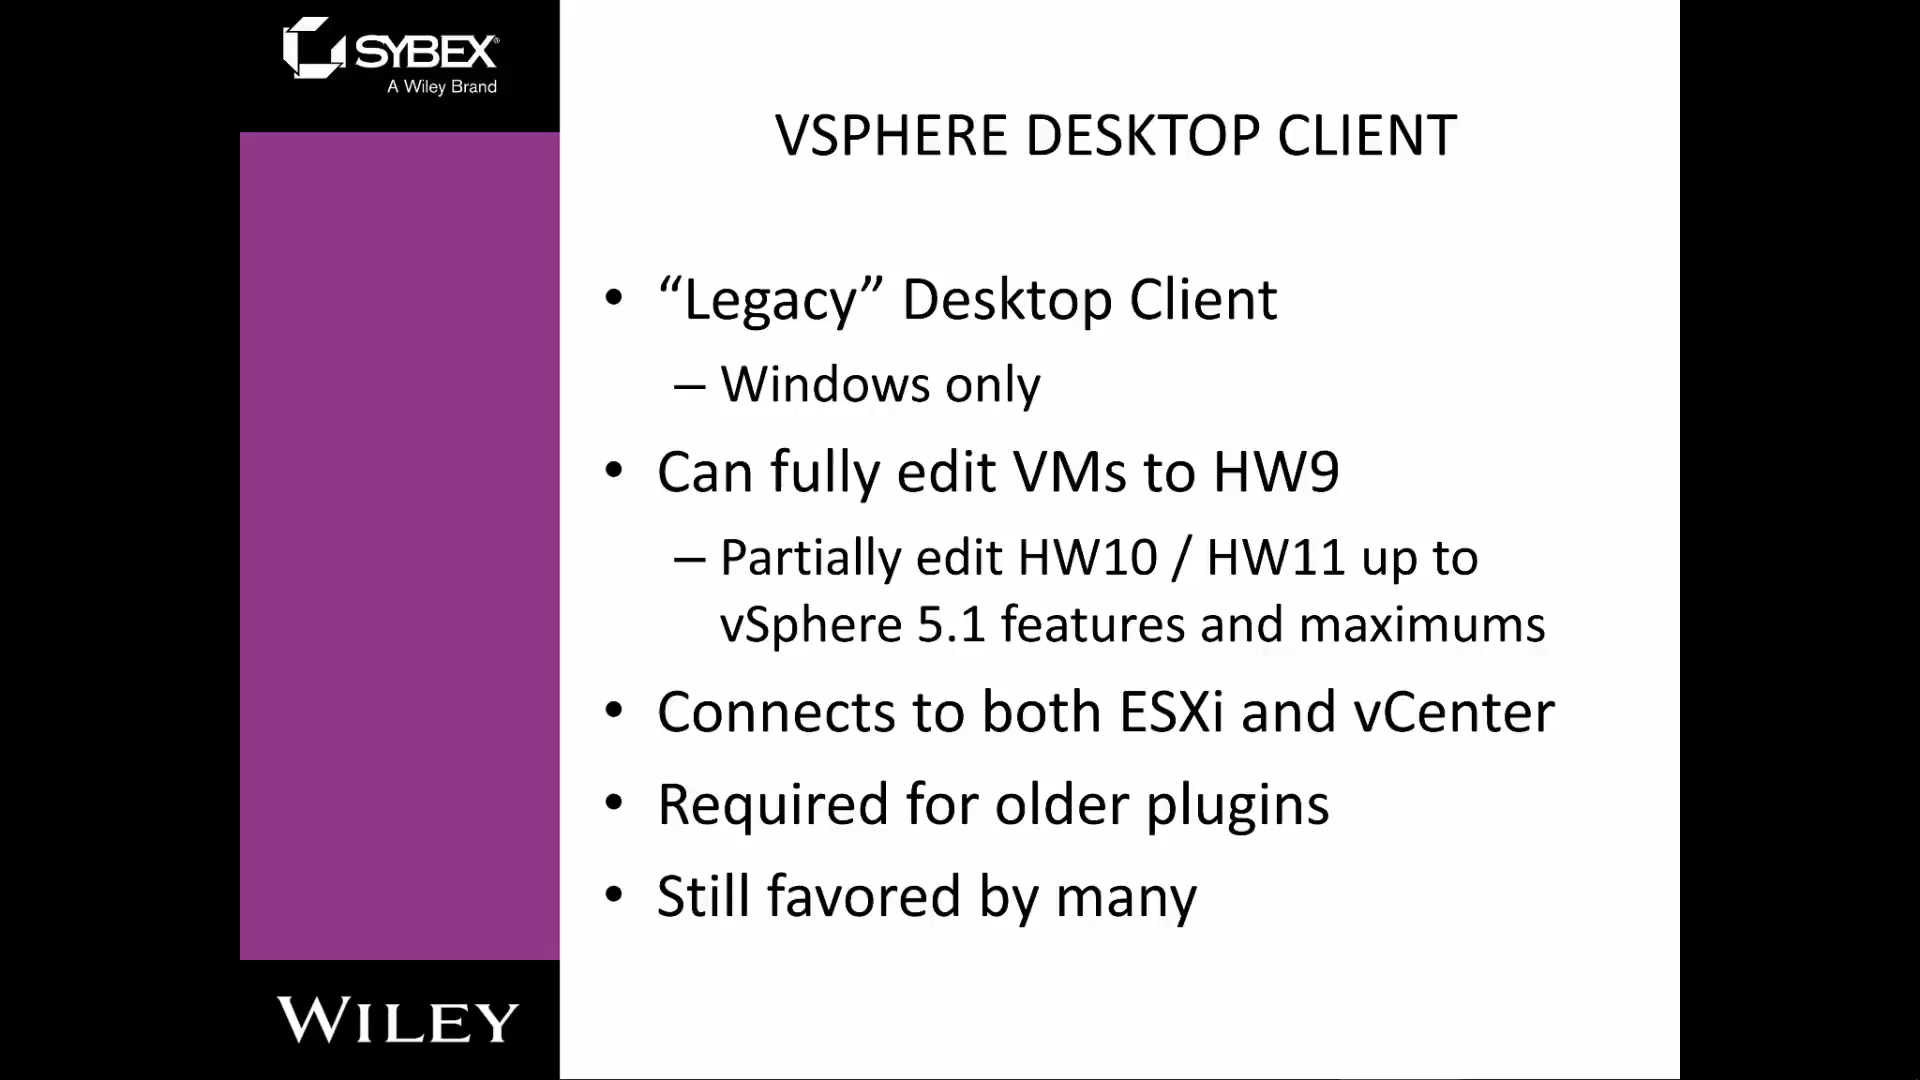 SYBEX®
A Wiley Brand
VSPHERE DESKTOP CLIENT
• “Legacy” Desktop Client
– Windows only
• Can fully edit VMs to HW9
– Partially edit HW10 / HW11 up to
vSphere 5.1 features and maximums
• Connects to both ESXi and vCenter
• Required for older plugins
• Still favored by many
WILEY